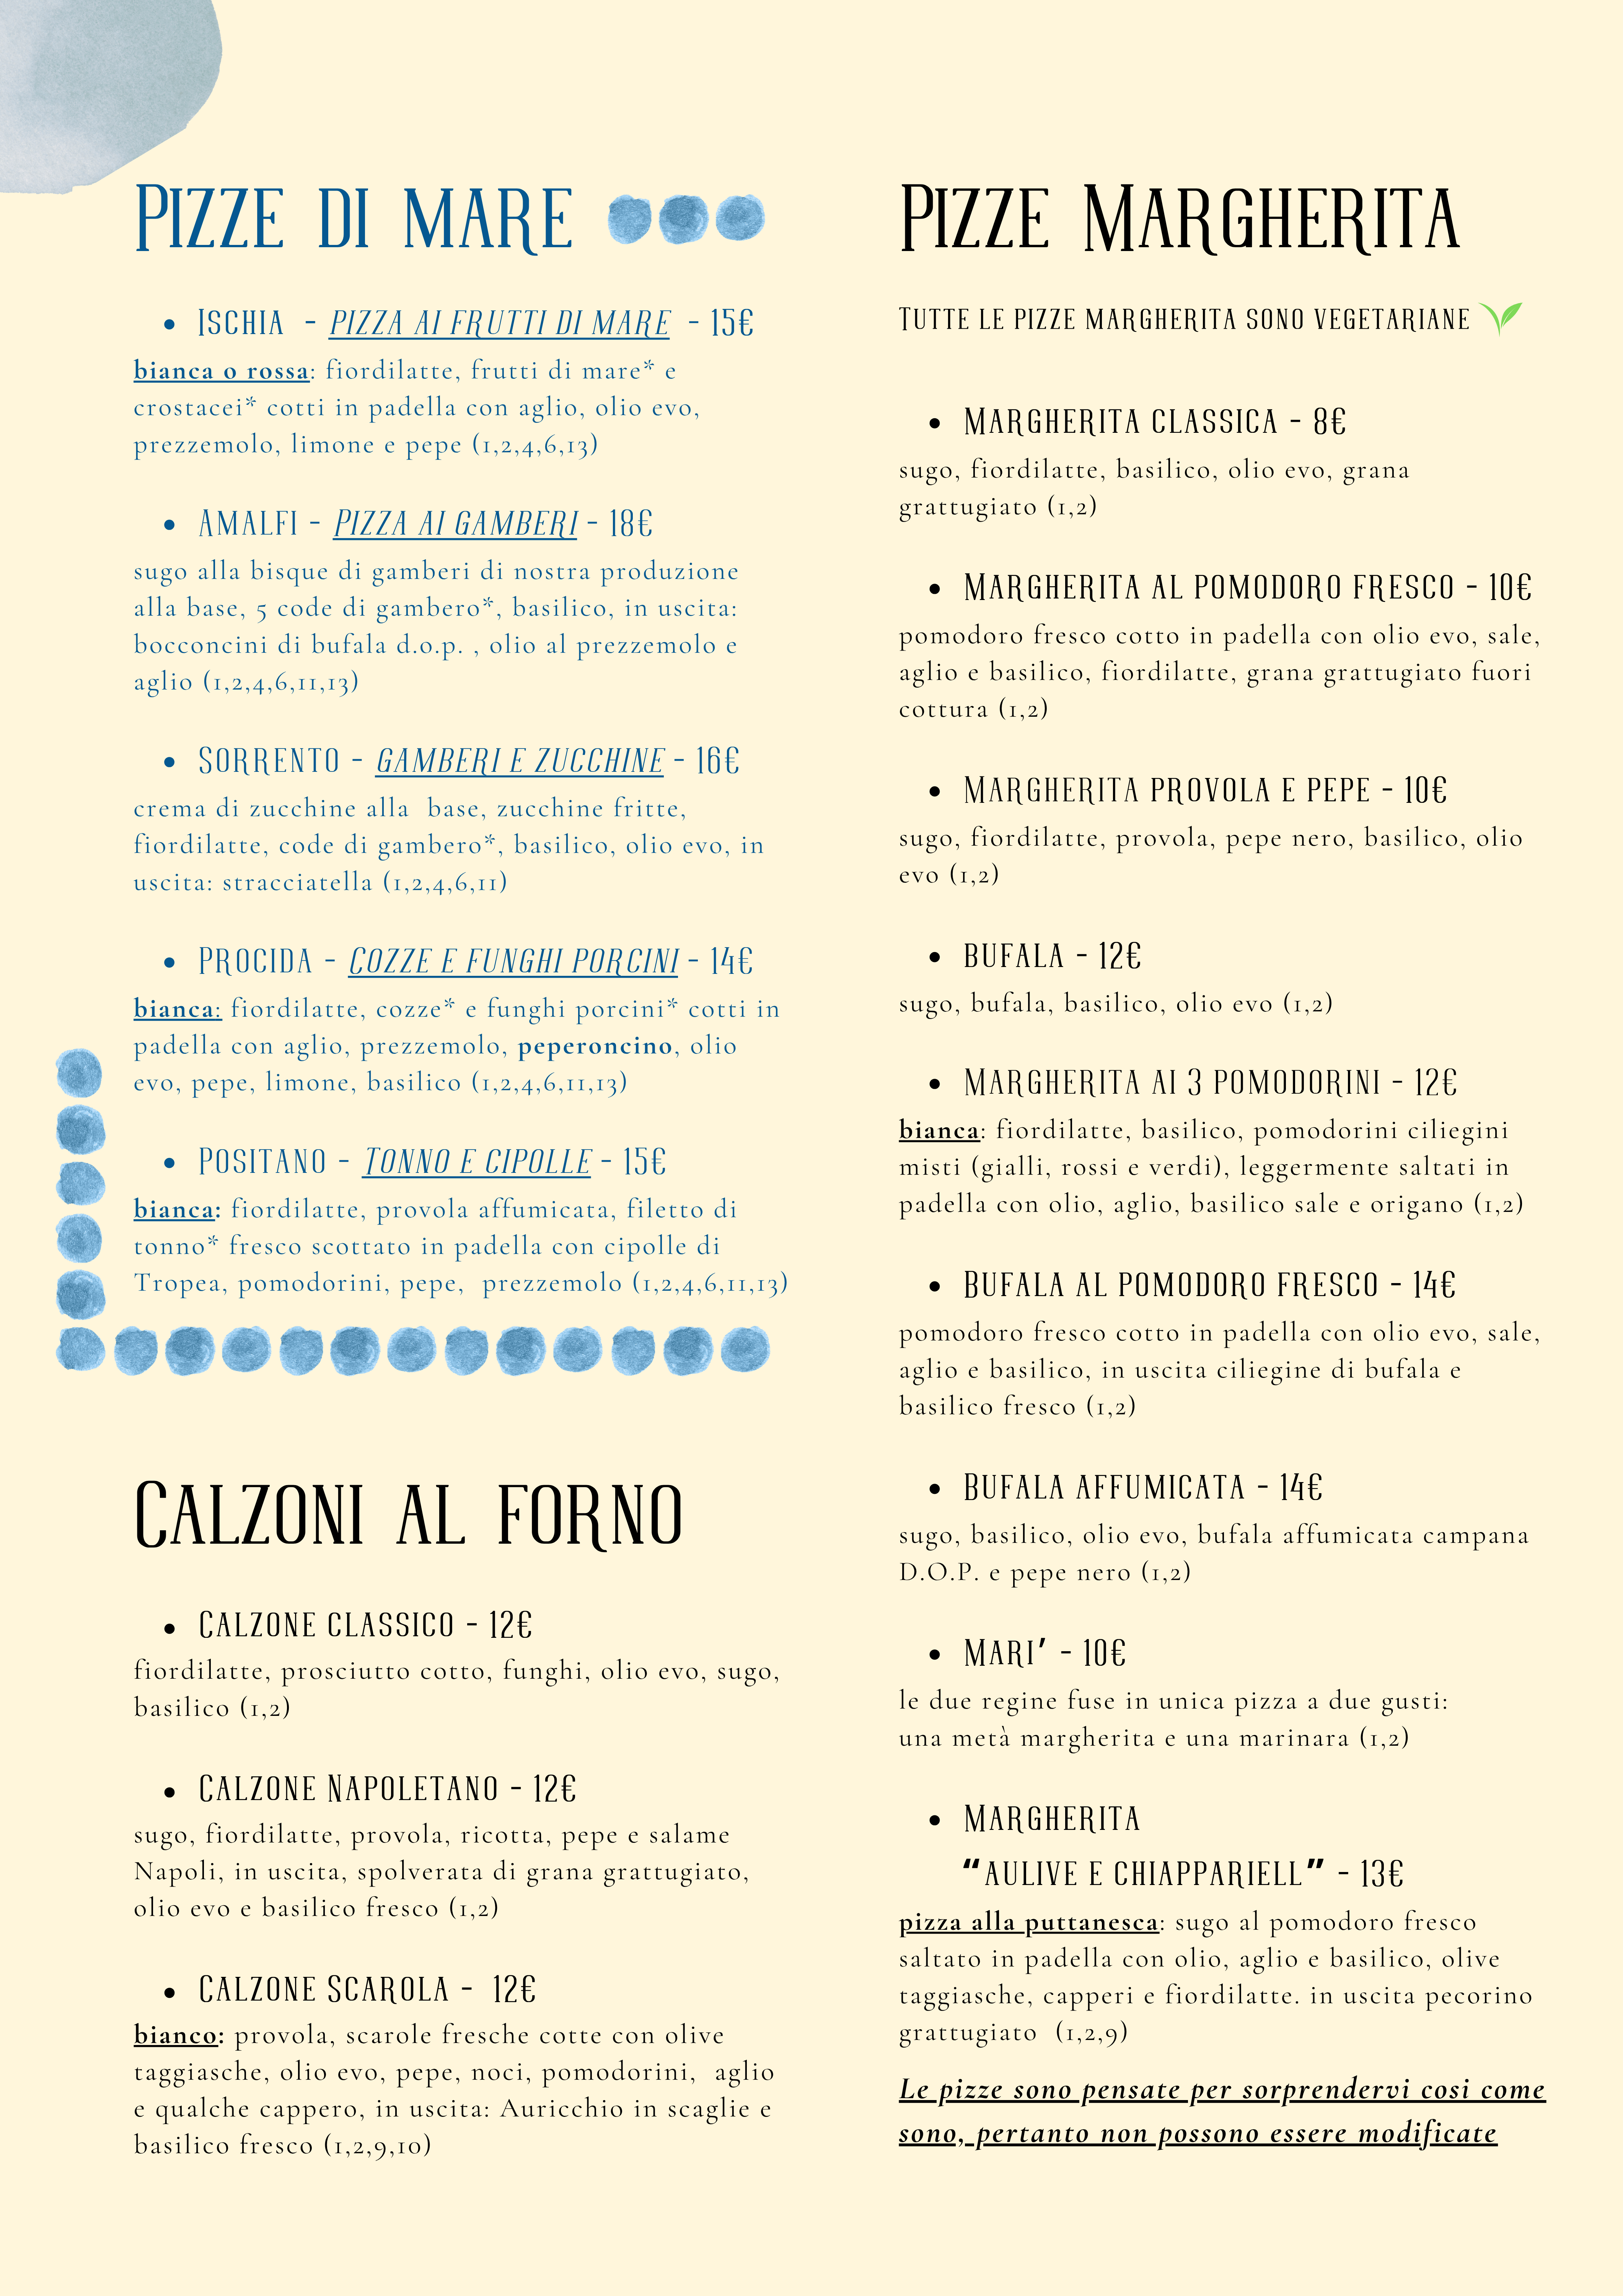 Pizze di mare
• Ischia - pizza ai frutti di mare - 15€
bianca o rossa: fiordilatte, frutti di mare* e
crostacei* cotti in padella con aglio, olio evo,
prezzemolo, limone e pepe (1,2,4,6,13)
• Amalfi - Pizza ai gamberi - 18€
sugo alla bisque di gamberi di nostra produzione
alla base, 5 code di gambero*, basilico, in uscita:
bocconcini di bufala d.o.p. , olio al prezzemolo e
aglio (1,2,4,6,11,13)
• Sorrento - gamberi e zucchine - 16€
crema di zucchine alla base, zucchine fritte,
fiordilatte, code di gambero*, basilico, olio evo, in
uscita: stracciatella (1,2,4,6,11)
• Procida - Cozze e funghi porcini - 14€
bianca: fiordilatte, cozze* e funghi porcini* cotti in
padella con aglio, prezzemolo, peperoncino, olio
evo, pepe, limone, basilico (1,2,4,6,11,13)
• Positano - Tonno e cipolle - 15€
bianca: fiordilatte, provola affumicata, filetto di
tonno* fresco scottato in padella con cipolle di
Tropea, pomodorini, pepe, prezzemolo (1,2,4,6,11,13)
Calzoni al forno
• Calzone classico - 12€
fiordilatte, prosciutto cotto, funghi, olio evo, sugo,
basilico (1,2)
• Calzone Napoletano - 12€
sugo, fiordilatte, provola, ricotta, pepe e salame
Napoli, in uscita, spolverata di grana grattugiato,
olio evo e basilico fresco (1,2)
• Calzone Scarola - 12€
bianco: provola, scarole fresche cotte con olive
taggiasche, olio evo, pepe, noci, pomodorini, aglio
e qualche cappero, in uscita: Auricchio in scaglie e
basilico fresco (1,2,9,10)
Pizze Margherita
Tutte le pizze margherita sono vegetariane
• Margherita classica - 8€
sugo, fiordilatte, basilico, olio evo, grana
grattugiato (1,2)
• Margherita al pomodoro fresco - 10€
pomodoro fresco cotto in padella con olio evo, sale,
aglio e basilico, fiordilatte, grana grattugiato fuori
cottura (1,2)
• Margherita provola e pepe - 10€
sugo, fiordilatte, provola, pepe nero, basilico, olio
evo (1,2)
• bufala - 12€
sugo, bufala, basilico, olio evo (1,2)
• Margherita ai 3 pomodorini - 12€
bianca: fiordilatte, basilico, pomodorini ciliegini
misti (gialli, rossi e verdi), leggermente saltati in
padella con olio, aglio, basilico sale e origano (1,2)
• Bufala al pomodoro fresco - 14€
pomodoro fresco cotto in padella con olio evo, sale,
aglio e basilico, in uscita ciliegine di bufala e
basilico fresco (1,2)
• Bufala affumicata - 14€
sugo, basilico, olio evo, bufala affumicata campana
D.O.P. e pepe nero (1,2)
• Mari' - 10€
le due regine fuse in unica pizza a due gusti:
una metà margherita e una marinara (1,2)
• Margherita
"aulive e chiappariell" - 13€
pizza alla puttanesca: sugo al pomodoro fresco
saltato in padella con olio, aglio e basilico, olive
taggiasche, capperi e fiordilatte. in uscita pecorino
grattugiato (1,2,9)
Le pizze sono pensate per sorprendervi cosi come
sono, pertanto non possono essere modificate